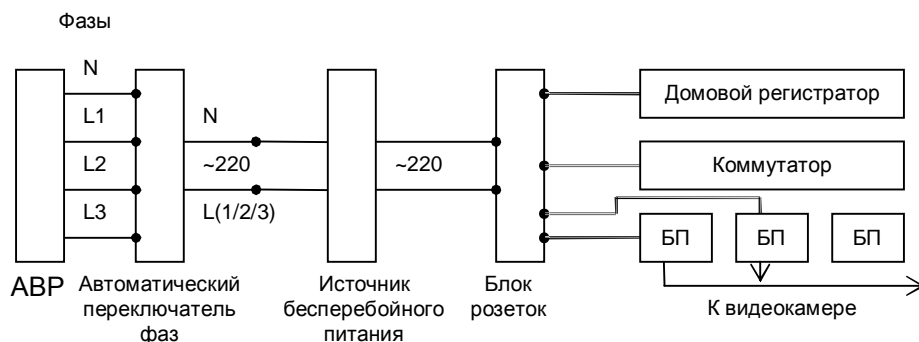 Фазы
N
L1
L2
L3
N
~220
L(1/2/3)
~220
Домовой регистратор
Коммутатор
БП
БП
БП
К видеокамере
АВР
Автоматический
переключатель
фаз
Источник
бесперебойного
питания
Блок
розеток